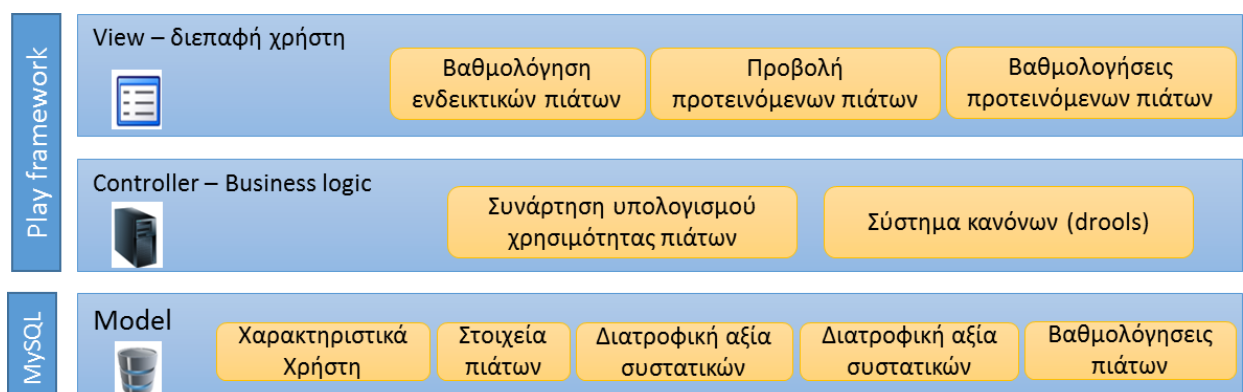 Play framework
View – διεπαφή χρήστη
Βαθμολόγηση
ενδεικτικών πιάτων
Προβολή
προτεινόμενων πιάτων
Βαθμολογήσεις
προτεινόμενων πιάτων
Controller – Business logic
Συνάρτηση υπολογισμού
χρησιμότητας πιάτων
Σύστημα κανόνων (drools)
MySQL
Model
Χαρακτηριστικά
Χρήστη
Στοιχεία
πιάτων
Διατροφική αξία
συστατικών
Διατροφική αξία
συστατικών
Βαθμολόγησεις
πιάτων